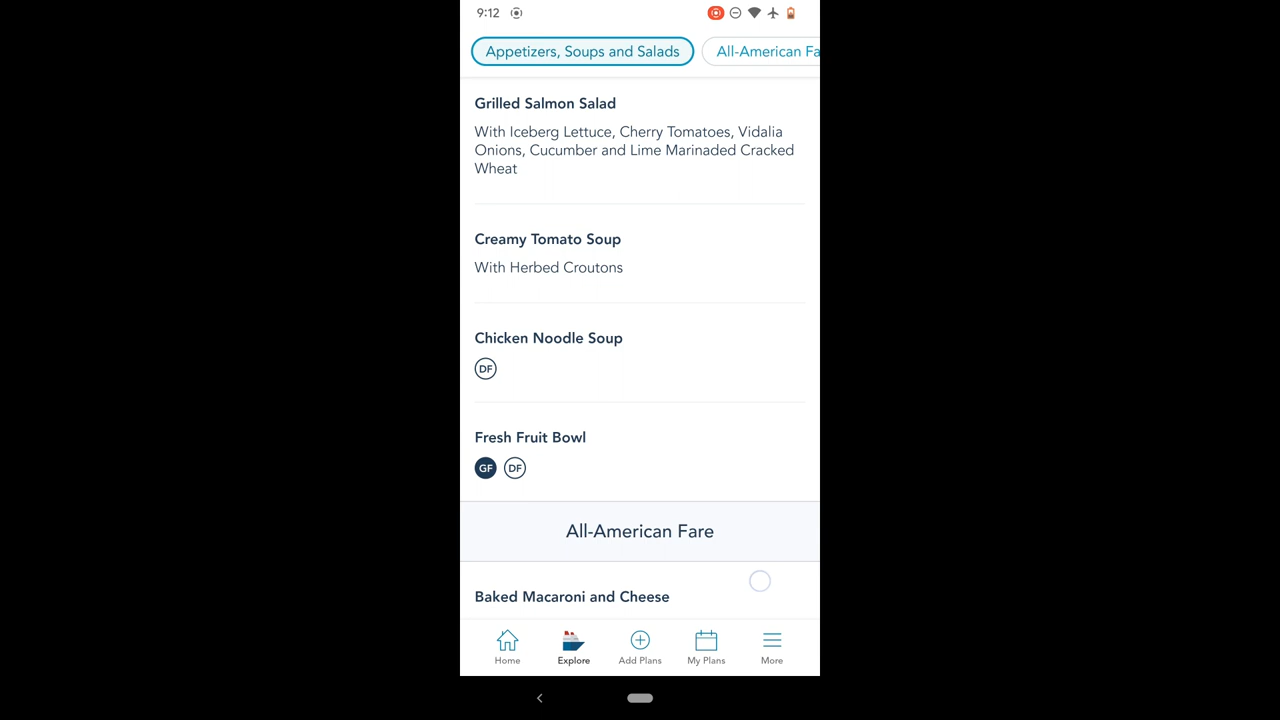 9:12
Appetizers, Soups and Salads
All-American Fa
Grilled Salmon Salad
With Iceberg Lettuce, Cherry Tomatoes, Vidalia
Onions, Cucumber and Lime Marinaded Cracked
Wheat
Creamy Tomato Soup
With Herbed Croutons
Chicken Noodle Soup
DF
Fresh Fruit Bowl
GF DF
All-American Fare
Baked Macaroni and Cheese
Home
Explore
Add Plans
My Plans
More